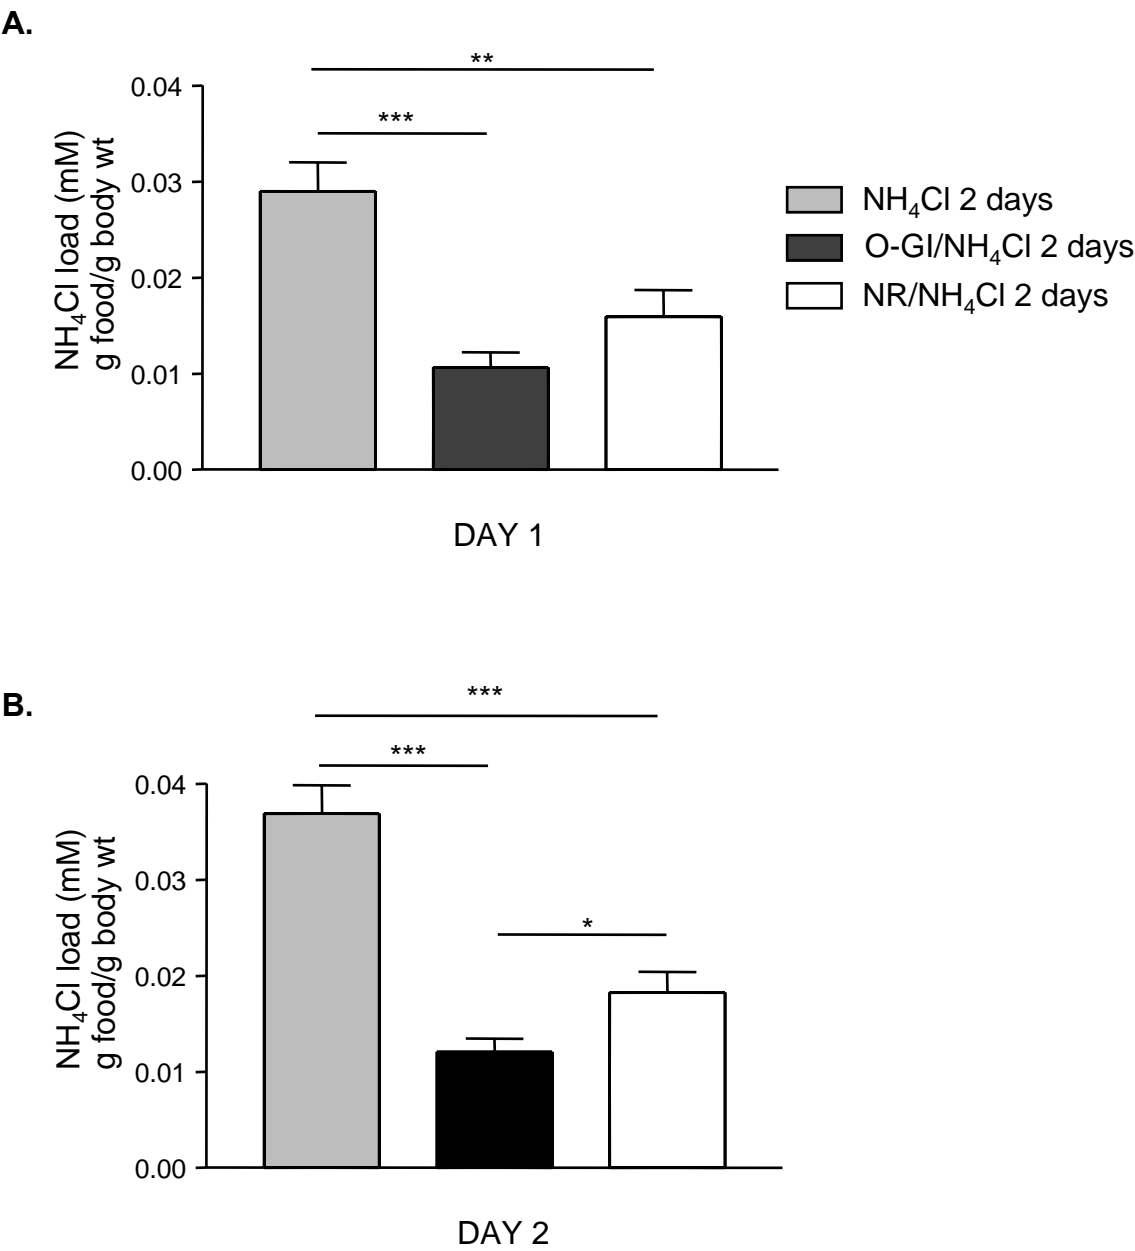 A.
**
***
0.04
0.03
0.02
0.01
0.00
NH₄Cl load (mM)
g food/g body wt
NH₄Cl 2 days
O-GI/NH₄Cl 2 days
NR/NH₄Cl 2 days
DAY 1
B.
***
***
*
0.04
0.03
0.02
0.01
0.00
NH₄Cl load (mM)
g food/g body wt
DAY 2